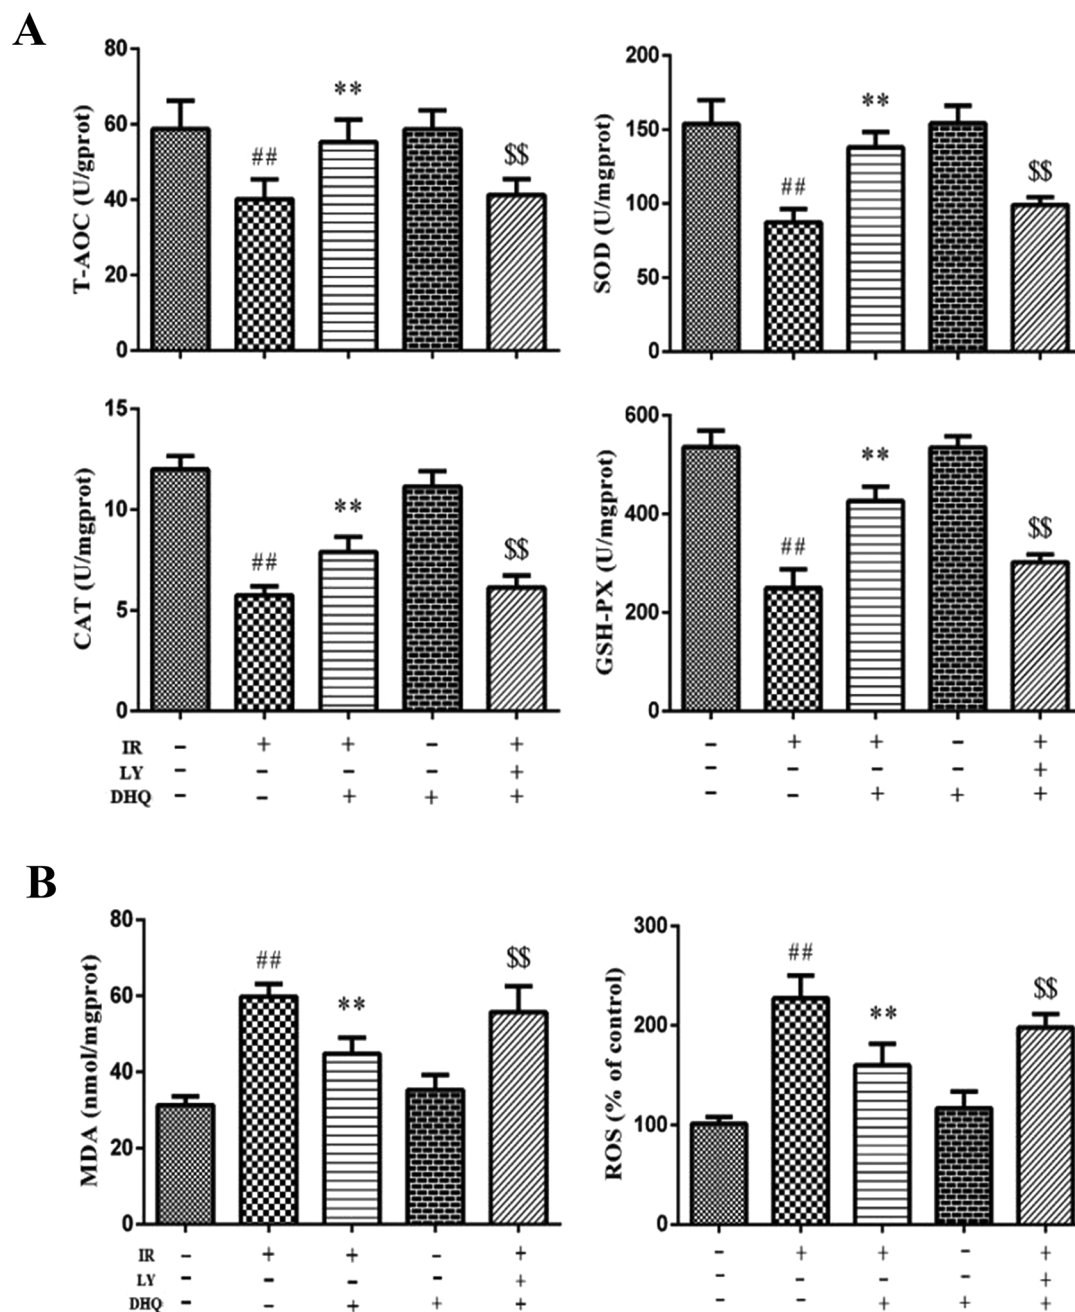 A
T-AOC (U/gprot)
80
60
40
20
0
##
**
$$
SOD (U/mgprot)
200
150
100
50
0
##
**
$$
CAT (U/mgprot)
15
10
5
0
##
**
$$
GSH-PX (U/mgprot)
600
400
200
0
##
**
$$
IR - + + - +
LY - - - - +
DHQ - - + + +
- + + - +
- - - - +
- - + + +
B
MDA (nmol/mgprot)
80
60
40
20
0
##
**
$$
ROS (% of control)
300
200
100
0
##
**
$$
IR - + + - +
LY - - - - +
DHQ - - + + +
- + + - +
- - - - +
- - + + +